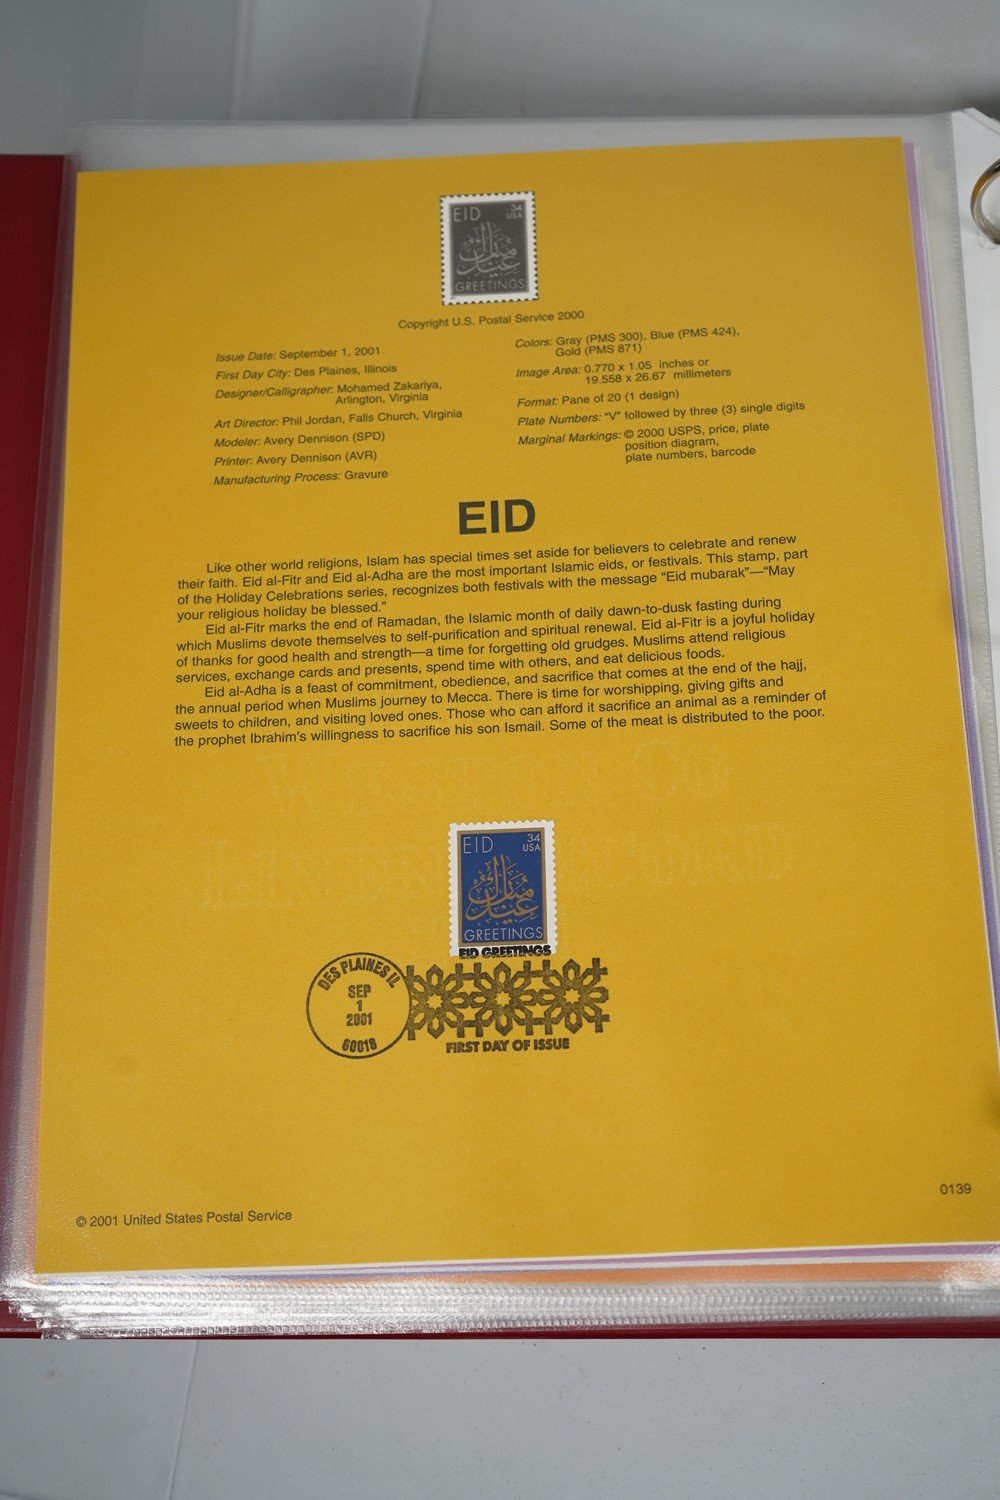 EID
34
USA
عيد مبارك
GREETINGS
Copyright U.S. Postal Service 2000
Issue Date: September 1, 2001
First Day City: Des Plaines, Illinois
Designer/Calligrapher: Mohamed Zakariya,
Arlington, Virginia
Art Director: Phil Jordan, Falls Church, Virginia
Modeler: Avery Dennison (SPD)
Printer: Avery Dennison (AVR)
Manufacturing Process: Gravure
Colors: Gray (PMS 300), Blue (PMS 424),
Gold (PMS 871)
Image Area: 0.770 x 1.05 inches or
19.558 x 26.67 millimeters
Format: Pane of 20 (1 design)
Plate Numbers: “V” followed by three (3) single digits
Marginal Markings: © 2000 USPS, price, plate
position diagram,
plate numbers, barcode
EID
Like other world religions, Islam has special times set aside for believers to celebrate and renew
their faith. Eid al-Fitr and Eid al-Adha are the most important Islamic eids, or festivals. This stamp, part
of the Holiday Celebrations series, recognizes both festivals with the message “Eid mubarak”—“May
your religious holiday be blessed.”
Eid al-Fitr marks the end of Ramadan, the Islamic month of daily dawn-to-dusk fasting during
which Muslims devote themselves to self-purification and spiritual renewal. Eid al-Fitr is a joyful holiday
of thanks for good health and strength—a time for forgetting old grudges. Muslims attend religious
services, exchange cards and presents, spend time with others, and eat delicious foods.
Eid al-Adha is a feast of commitment, obedience, and sacrifice that comes at the end of the hajj,
the annual period when Muslims journey to Mecca. There is time for worshipping, giving gifts and
sweets to children, and visiting loved ones. Those who can afford it sacrifice an animal as a reminder of
the prophet Ibrahim’s willingness to sacrifice his son Ismail. Some of the meat is distributed to the poor.
EID
34
USA
عيد مبارك
GREETINGS
EID GREETINGS
DES PLAINES IL
SEP
1
2001
60018
FIRST DAY OF ISSUE
0139
© 2001 United States Postal Service